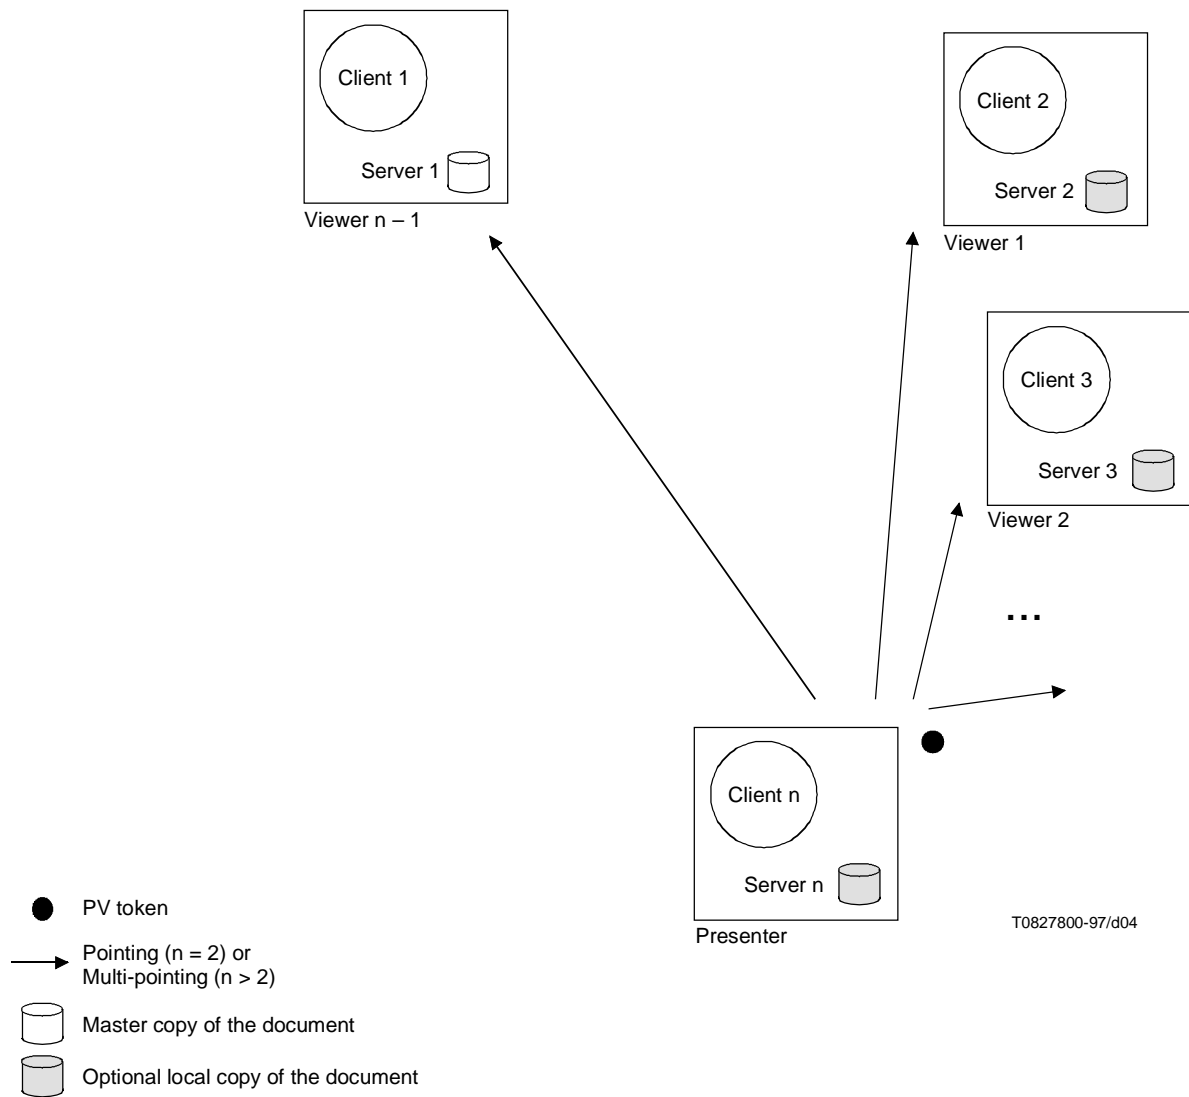 Client 1
Server 1
Viewer n – 1
Client 2
Server 2
Viewer 1
Client 3
Server 3
Viewer 2
...
Client n
Server n
Presenter
T0827800-97/d04
PV token
Pointing (n = 2) or
Multi-pointing (n > 2)
Master copy of the document
Optional local copy of the document